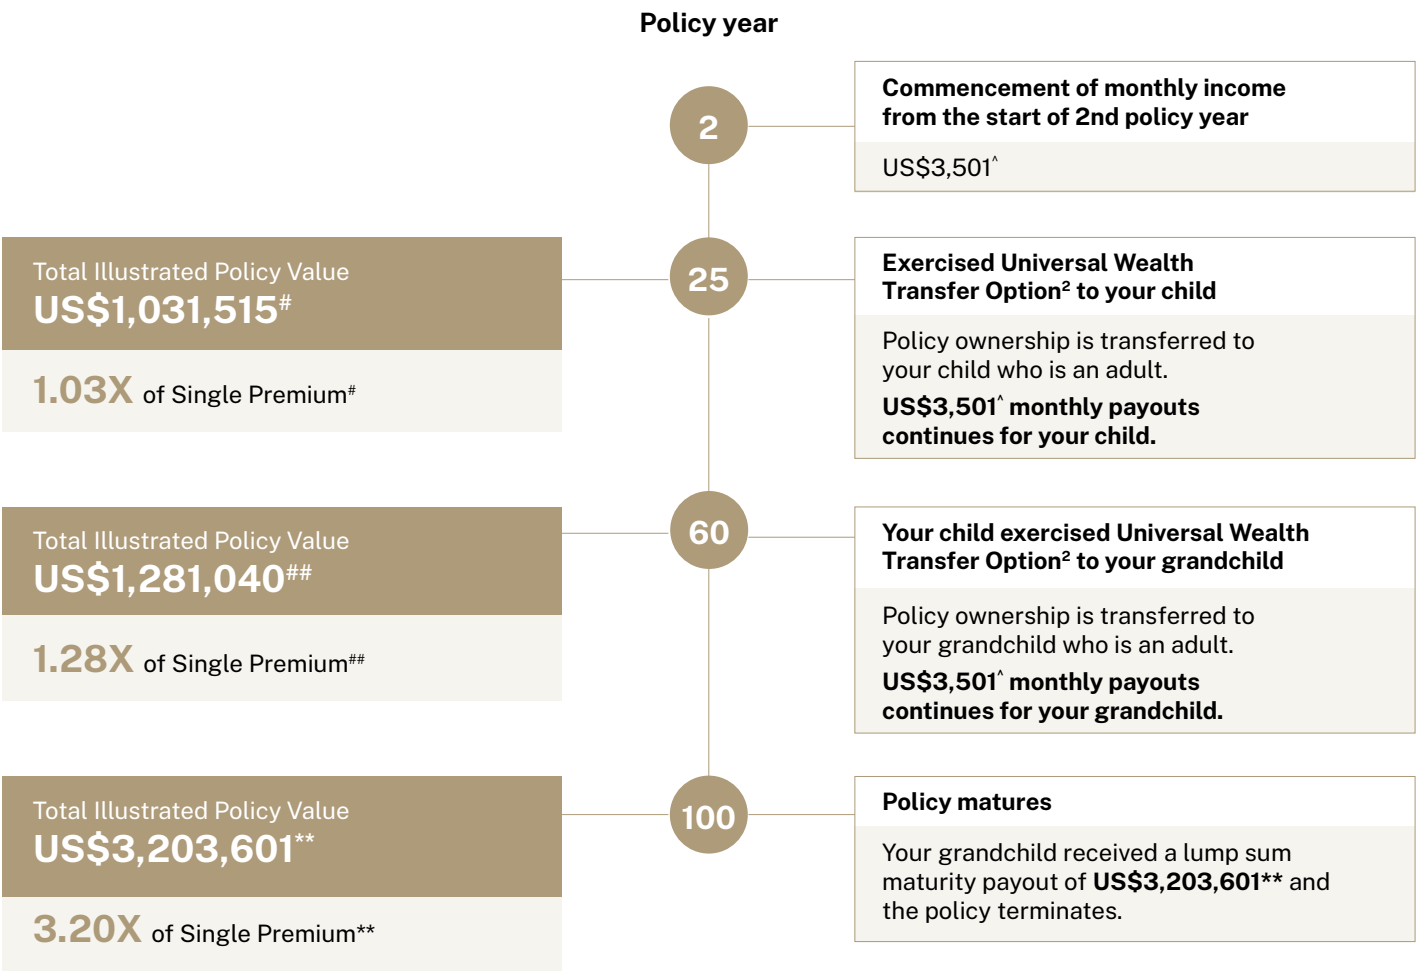 Policy year
2
Commencement of monthly income
from the start of 2nd policy year
US$3,501^
Total Illustrated Policy Value
US$1,031,515#
1.03X of Single Premium#
25
Exercised Universal Wealth
Transfer Option² to your child
Policy ownership is transferred to
your child who is an adult.
US$3,501^ monthly payouts
continues for your child.
Total Illustrated Policy Value
US$1,281,040##
1.28X of Single Premium##
60
Your child exercised Universal Wealth
Transfer Option² to your grandchild
Policy ownership is transferred to
your grandchild who is an adult.
US$3,501^ monthly payouts
continues for your grandchild.
Total Illustrated Policy Value
US$3,203,601**
3.20X of Single Premium**
100
Policy matures
Your grandchild received a lump sum
maturity payout of US$3,203,601** and
the policy terminates.